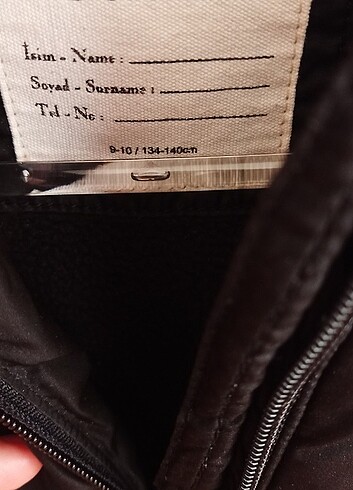 İsim - Name :
Soyad - Surname :
Tel - No :
9-10 / 134-140cm